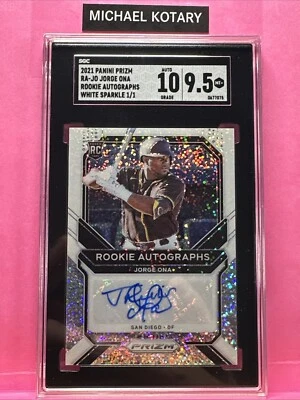 MICHAEL KOTARY
SGC
2021 PANINI PRIZM
RA-JO JORGE ONA
ROOKIE AUTOGRAPHS
WHITE SPARKLE 1/1
AUTO
10
GRADE
9.5
RC
ROOKIE AUTOGRAPHS
JORGE ONA
SAN DIEGO · OF
PRIZM